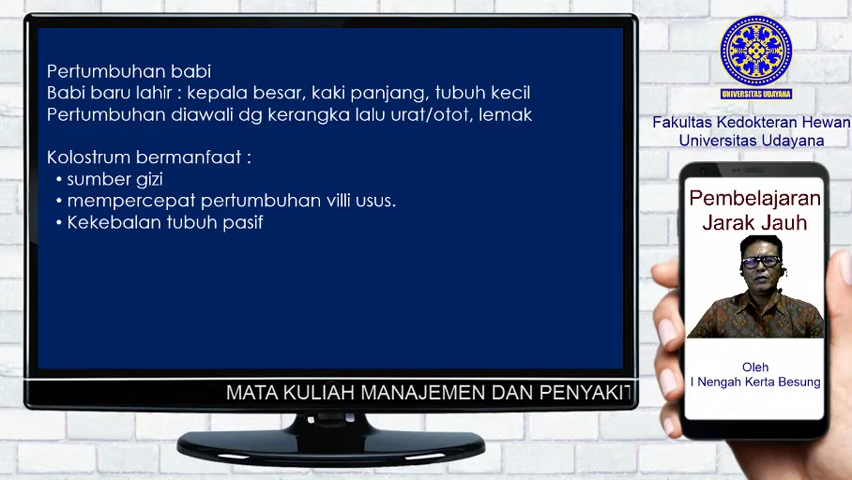 Pertumbuhan babi
Babi baru lahir : kepala besar, kaki panjang, tubuh kecil
Pertumbuhan diawali dg kerangka lalu urat/otot, lemak
Kolostrum bermanfaat :
• sumber gizi
• mempercepat pertumbuhan villi usus.
• Kekebalan tubuh pasif
MATA KULIAH MANAJEMEN DAN PENYAKIT
UNIVERSITAS UDAYANA
Fakultas Kedokteran Hewan
Universitas Udayana
Pembelajaran
Jarak Jauh
Oleh
I Nengah Kerta Besung